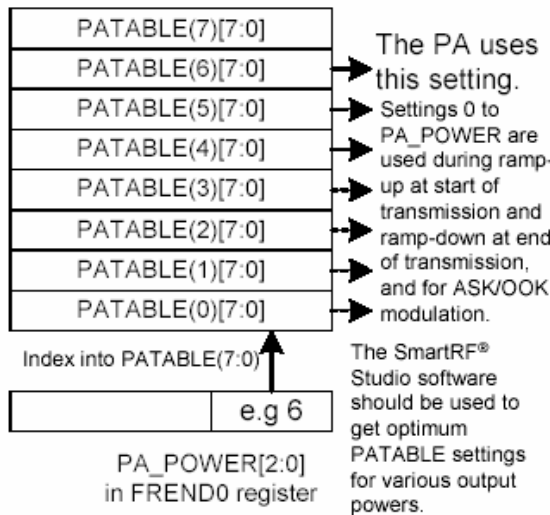 PATABLE(7)[7:0]
PATABLE(6)[7:0]
PATABLE(5)[7:0]
PATABLE(4)[7:0]
PATABLE(3)[7:0]
PATABLE(2)[7:0]
PATABLE(1)[7:0]
PATABLE(0)[7:0]
The PA uses
this setting.
Settings 0 to
PA_POWER are
used during ramp-
up at start of
transmission and
ramp-down at end
of transmission,
and for ASK/OOK
modulation.
Index into PATABLE(7:0)
e.g 6
PA_POWER[2:0]
in FREND0 register
The SmartRF®
Studio software
should be used to
get optimum
PATABLE settings
for various output
powers.